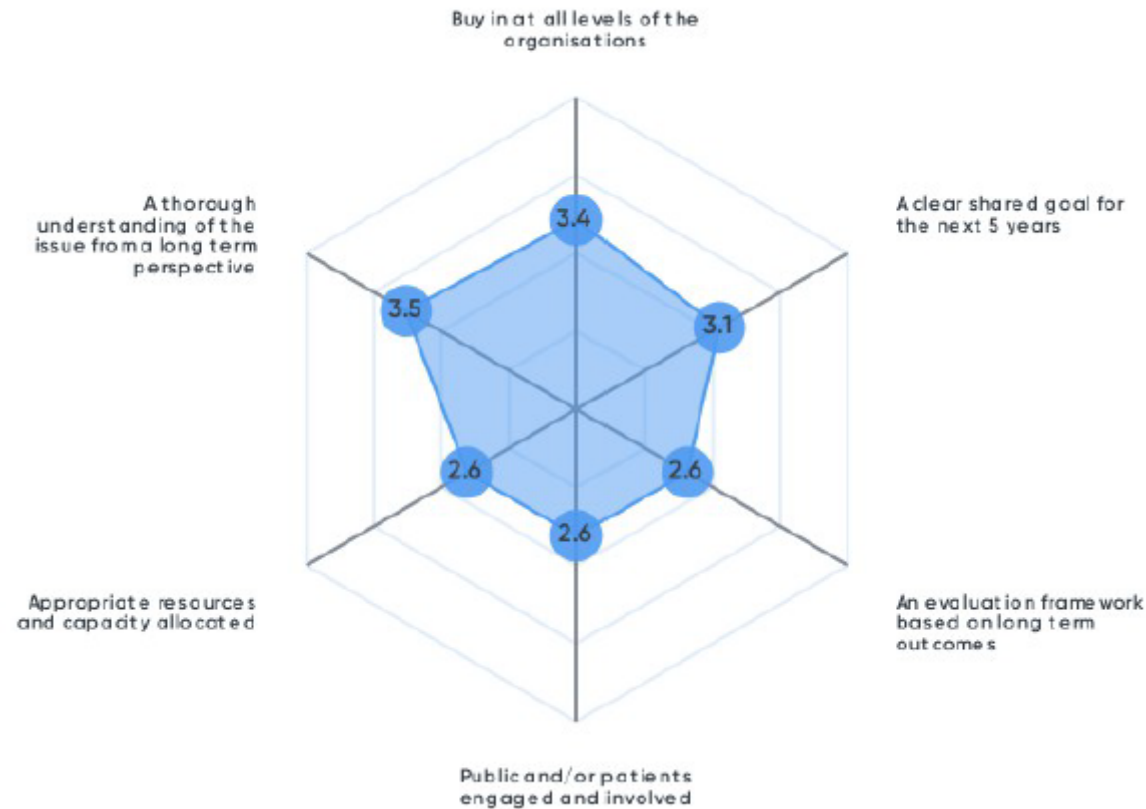 Buy in at all levels of the
organisations
A thorough
understanding of the
issue from a long term
perspective
A clear shared goal for
the next 5 years
3.4
3.5
3.1
2.6
2.6
2.6
Appropriate resources
and capacity allocated
An evaluation framework
based on long term
outcomes
Public and/or patients
engaged and involved